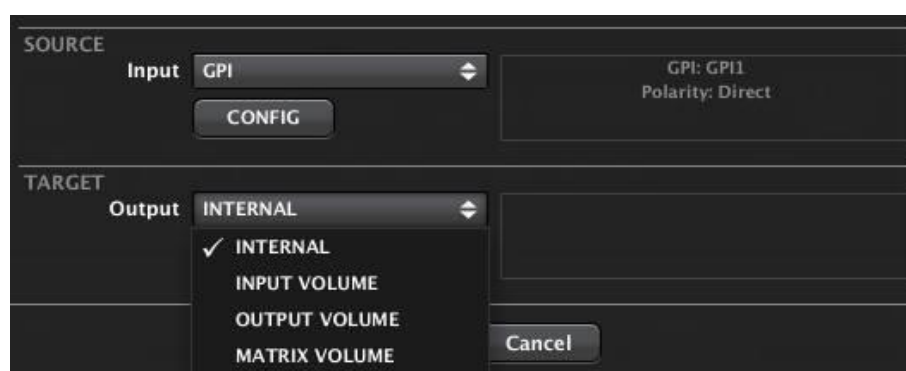 SOURCE
Input GPI
GPI: GPI1
Polarity: Direct
CONFIG
TARGET
Output INTERNAL
✓ INTERNAL
INPUT VOLUME
OUTPUT VOLUME
MATRIX VOLUME
Cancel